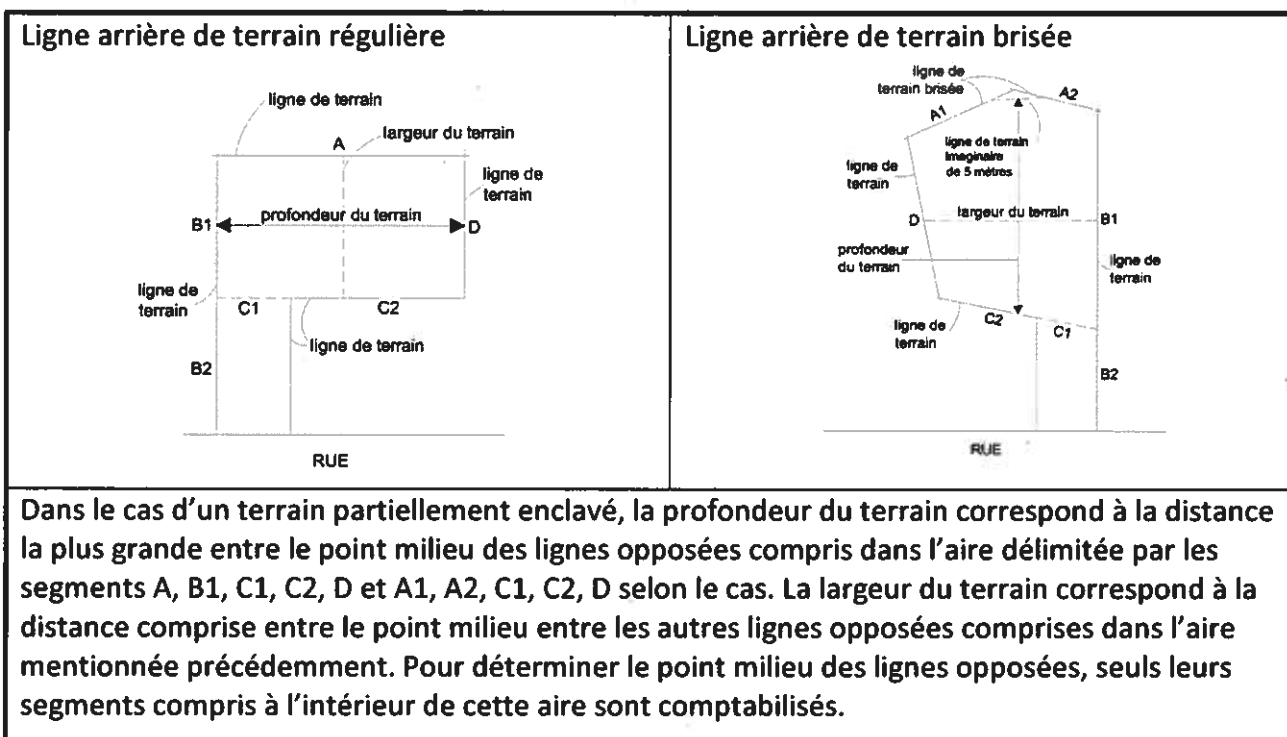 Ligne arrière de terrain régulière
ligne de terrain
A
largeur du terrain
ligne de
terrain
B1
profondeur du terrain
D
ligne de
terrain
C1
C2
ligne de terrain
B2
RUE
Ligne arrière de terrain brisée
ligne de
terrain brisée
A2
A1
ligne de terrain
imaginaire
de 5 mètres
ligne de
terrain
D
largeur du terrain
B1
profondeur
du terrain
ligne de
terrain
C2
C1
ligne de
terrain
B2
RUE
Dans le cas d'un terrain partiellement enclavé, la profondeur du terrain correspond à la distance
la plus grande entre le point milieu des lignes opposées compris dans l'aire délimitée par les
segments A, B1, C1, C2, D et A1, A2, C1, C2, D selon le cas. La largeur du terrain correspond à la
distance comprise entre le point milieu entre les autres lignes opposées comprises dans l'aire
mentionnée précédemment. Pour déterminer le point milieu des lignes opposées, seuls leurs
segments compris à l'intérieur de cette aire sont comptabilisés.